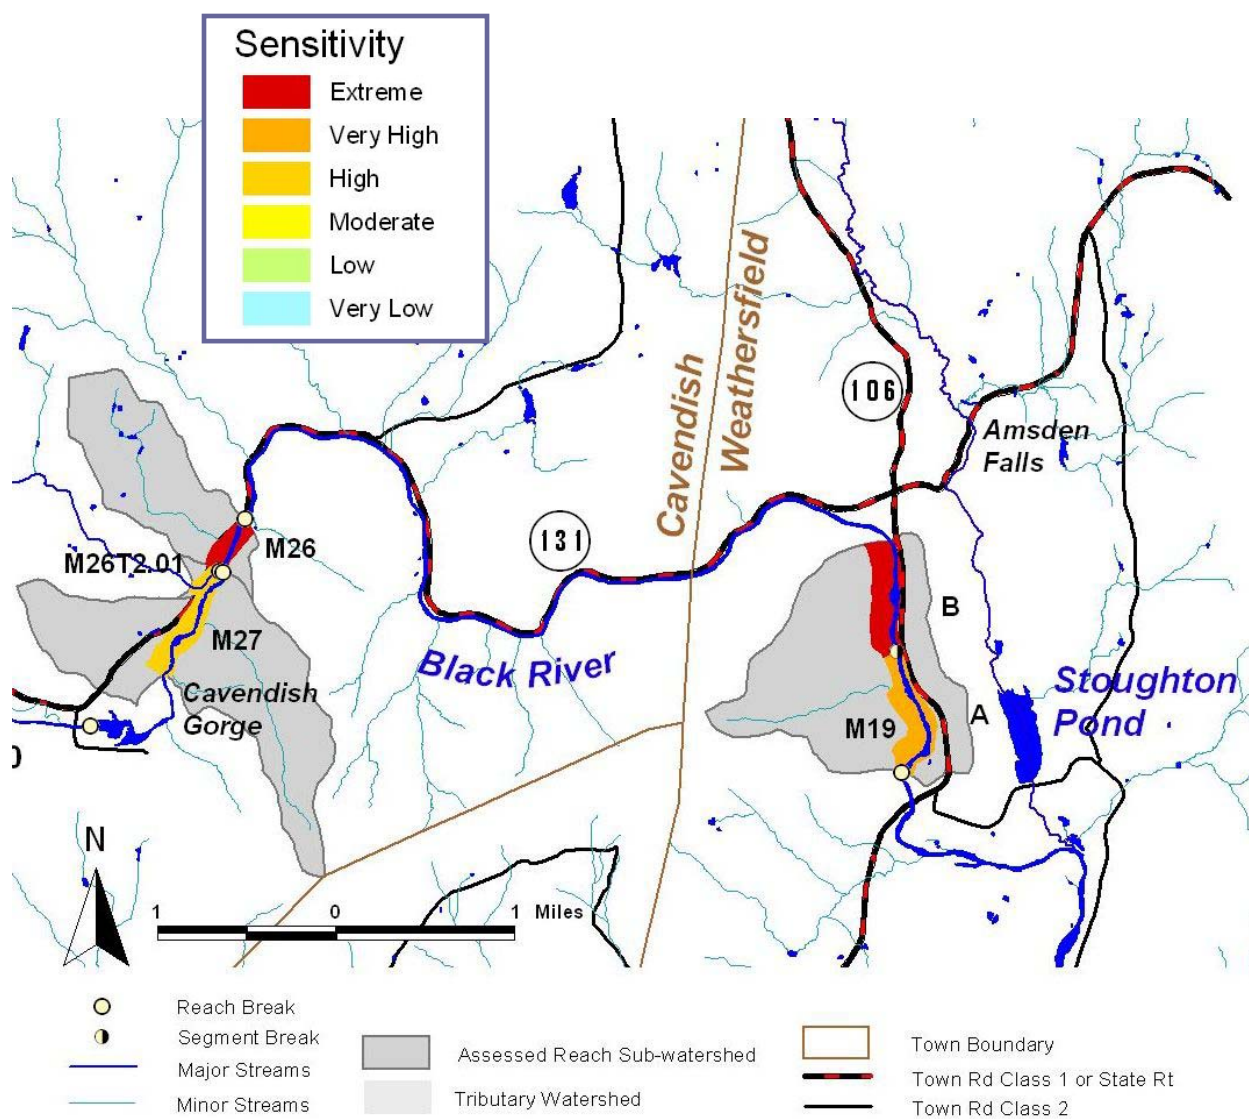 Sensitivity
Extreme
Very High
High
Moderate
Low
Very Low
Cavendish
Weathersfield
106
Amsden
Falls
131
M26
M26T2.01
M27
Cavendish
Gorge
Black River
B
A
M19
Stoughton
Pond
0
N
1 0 1 Miles
Reach Break
Segment Break
Major Streams
Minor Streams
Assessed Reach Sub-watershed
Tributary Watershed
Town Boundary
Town Rd Class 1 or State Rt
Town Rd Class 2